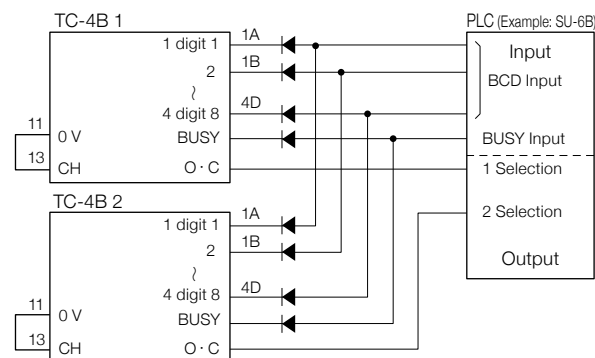 TC-4B 1
PLC (Example: SU-6B)
1 digit 1
1A
Input
2
1B
BCD Input
~
4 digit 8
4D
11
0 V
BUSY
BUSY Input
13
CH
O · C
1 Selection
TC-4B 2
1 digit 1
1A
2 Selection
2
1B
~
Output
4 digit 8
4D
11
0 V
BUSY
13
CH
O · C